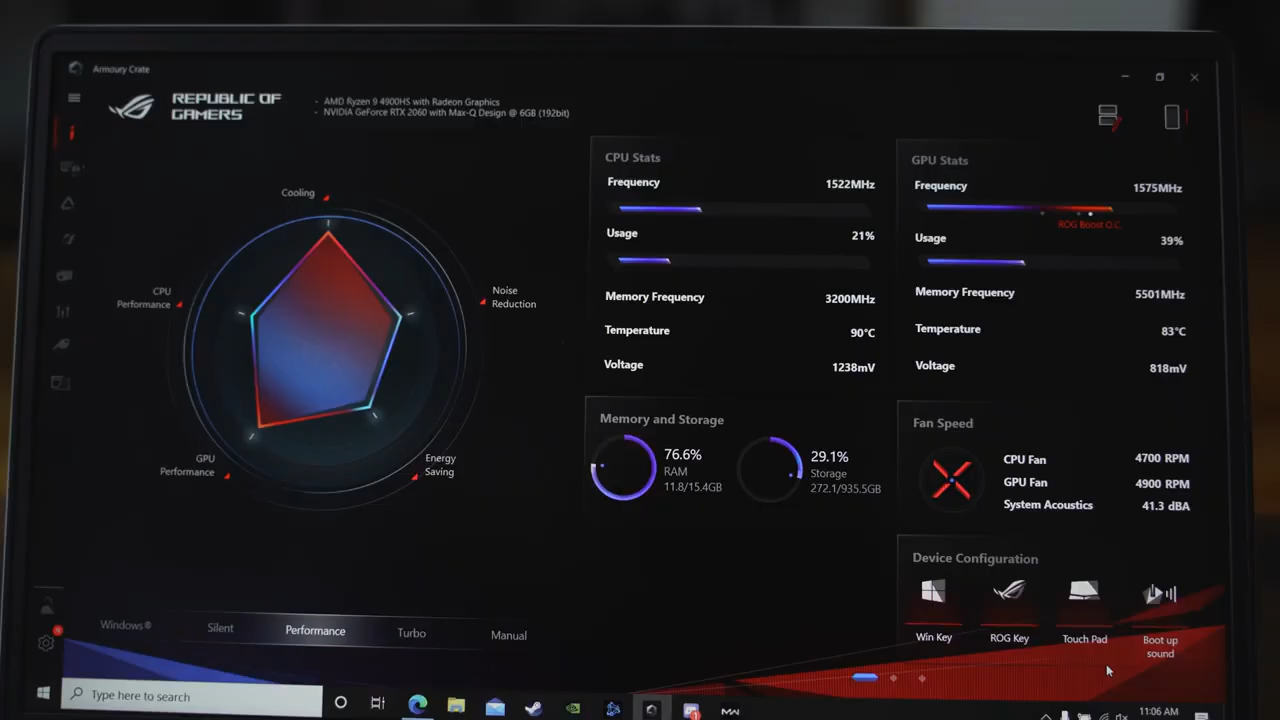 Armoury Crate
REPUBLIC OF
GAMERS
- AMD Ryzen 9 4900HS with Radeon Graphics
- NVIDIA GeForce RTX 2060 with Max-Q Design @ 6GB (192bit)
Cooling
Noise
Reduction
CPU
Performance
GPU
Performance
Energy
Saving
CPU Stats
Frequency 1522MHz
Usage 21%
Memory Frequency 3200MHz
Temperature 90°C
Voltage 1238mV
GPU Stats
Frequency 1575MHz
ROG Boost O.C.
Usage 39%
Memory Frequency 5501MHz
Temperature 83°C
Voltage 818mV
Memory and Storage
76.6%
RAM
11.8/15.4GB
29.1%
Storage
272.1/935.5GB
Fan Speed
CPU Fan 4700 RPM
GPU Fan 4900 RPM
System Acoustics 41.3 dBA
Device Configuration
Win Key
ROG Key
Touch Pad
Boot up
sound
Windows®
Silent
Performance
Turbo
Manual
Type here to search
MW
11:06 AM